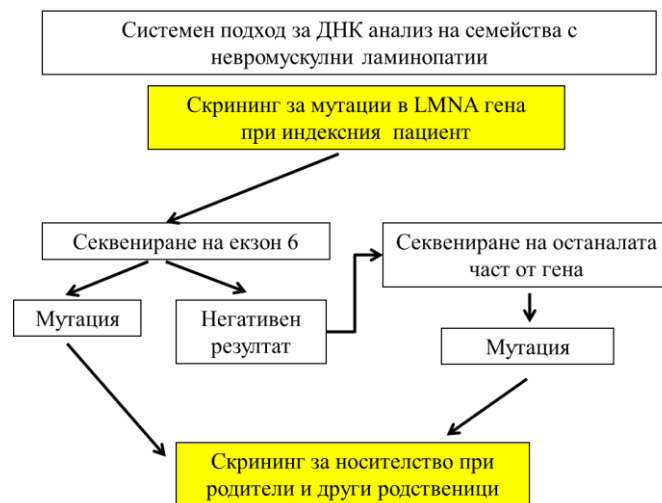 Системен подход за ДНК анализ на семейства с
невромускулни ламинопатии
Скрининг за мутации в LMNA гена
при индексния пациент
Секвениране на екзон 6
Секвениране на останалата
част от гена
Мутация
Негативен
резултат
Мутация
Скрининг за носителство при
родители и други родственици